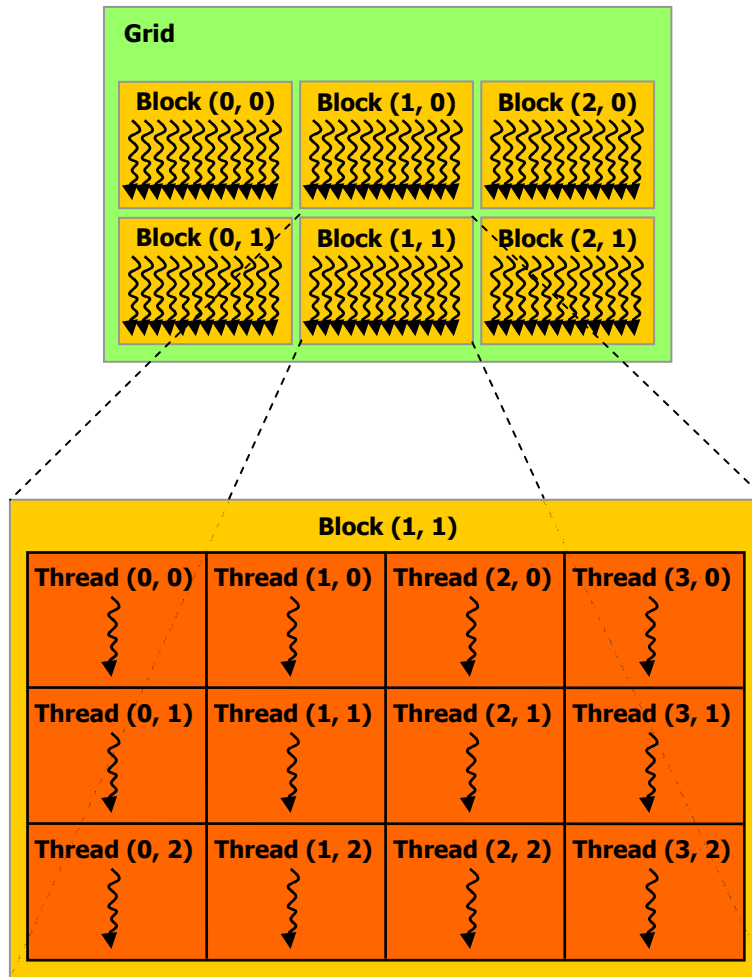 Grid
Block (0, 0) Block (1, 0) Block (2, 0)
Block (0, 1) Block (1, 1) Block (2, 1)
Block (1, 1)
Thread (0, 0) Thread (1, 0) Thread (2, 0) Thread (3, 0)
Thread (0, 1) Thread (1, 1) Thread (2, 1) Thread (3, 1)
Thread (0, 2) Thread (1, 2) Thread (2, 2) Thread (3, 2)